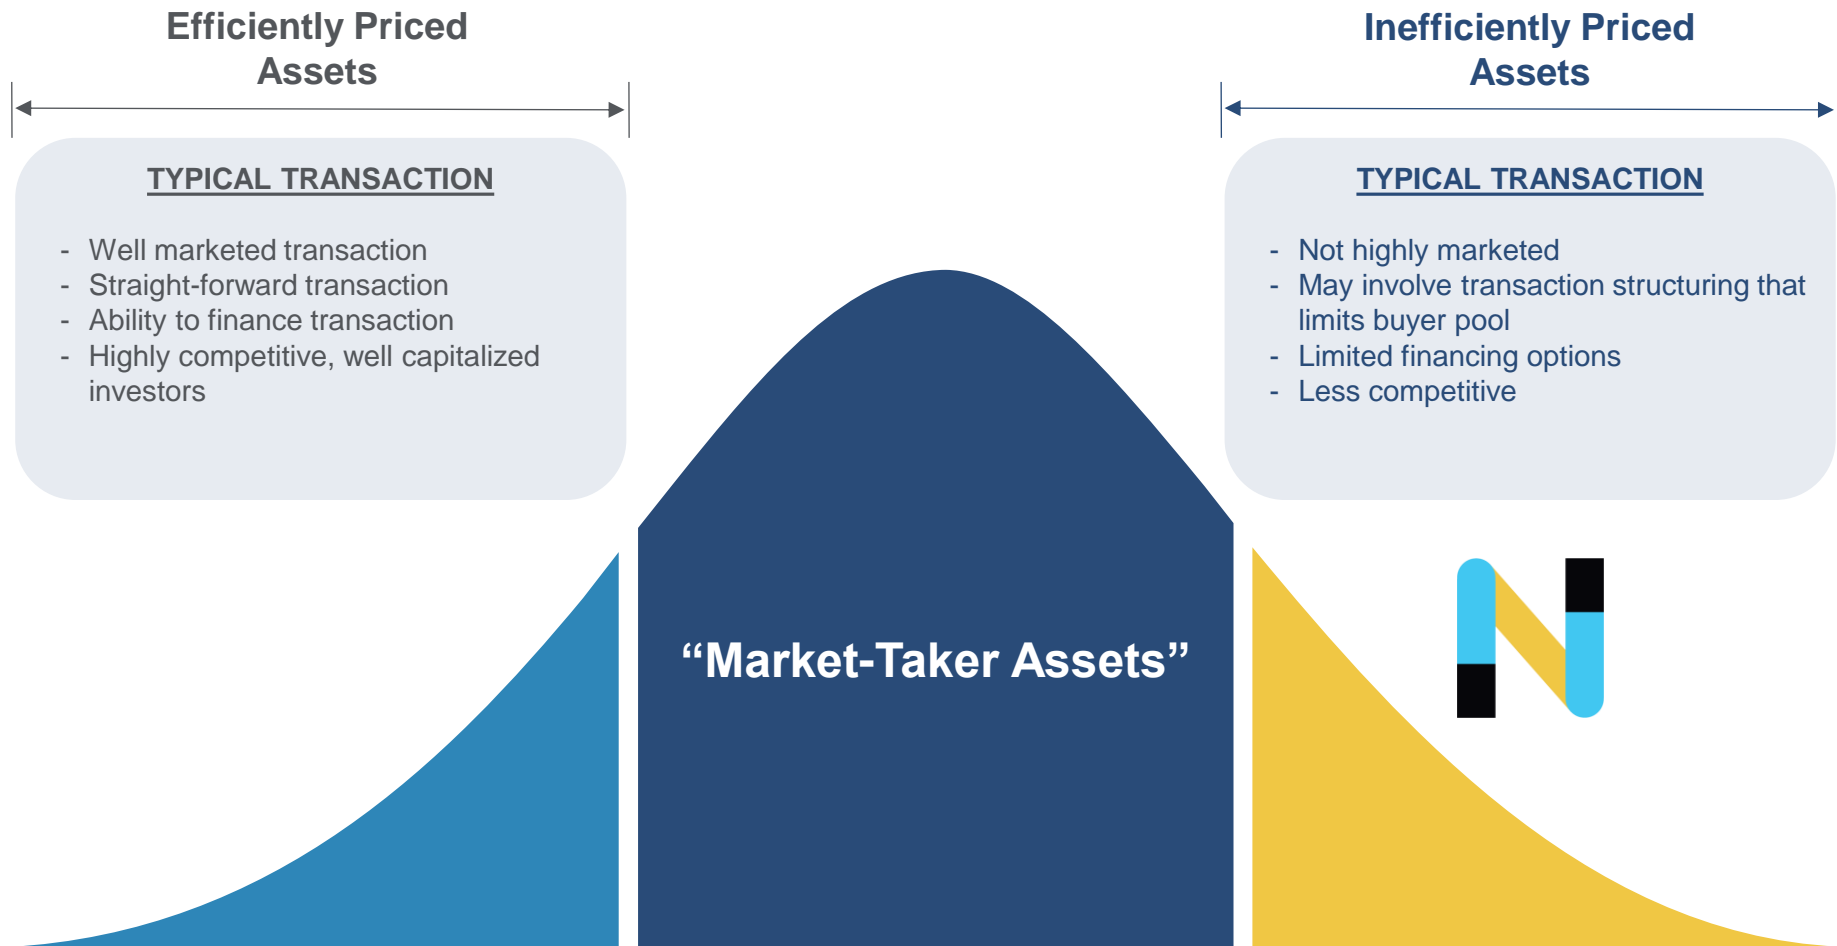 Efficiently Priced
Assets
TYPICAL TRANSACTION
- Well marketed transaction
- Straight-forward transaction
- Ability to finance transaction
- Highly competitive, well capitalized
investors
“Market-Taker Assets”
Inefficiently Priced
Assets
TYPICAL TRANSACTION
- Not highly marketed
- May involve transaction structuring that
limits buyer pool
- Limited financing options
- Less competitive
N